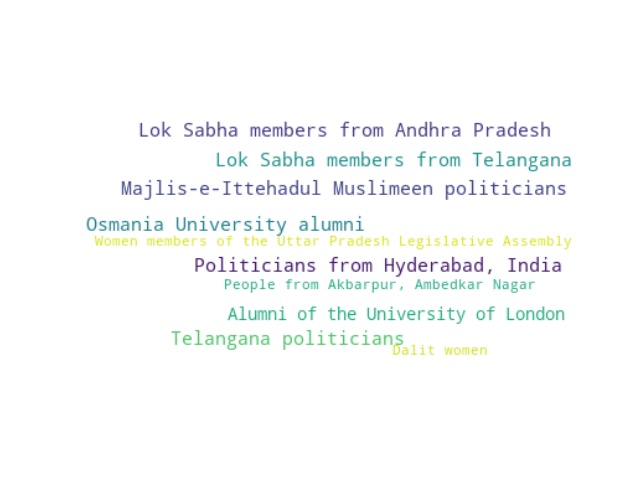 Lok Sabha members from Andhra Pradesh
Lok Sabha members from Telangana
Majlis-e-Ittehadul Muslimeen politicians
Osmania University alumni
Women members of the Uttar Pradesh Legislative Assembly
Politicians from Hyderabad, India
People from Akbarpur, Ambedkar Nagar
Alumni of the University of London
Telangana politicians
Dalit women